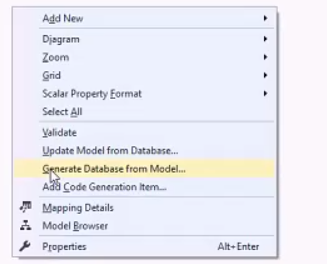 Add New
Diagram
Zoom
Grid
Scalar Property Format
Select All
Validate
Update Model from Database...
Generate Database from Model...
Add Code Generation Item...
Mapping Details
Model Browser
Properties Alt+Enter